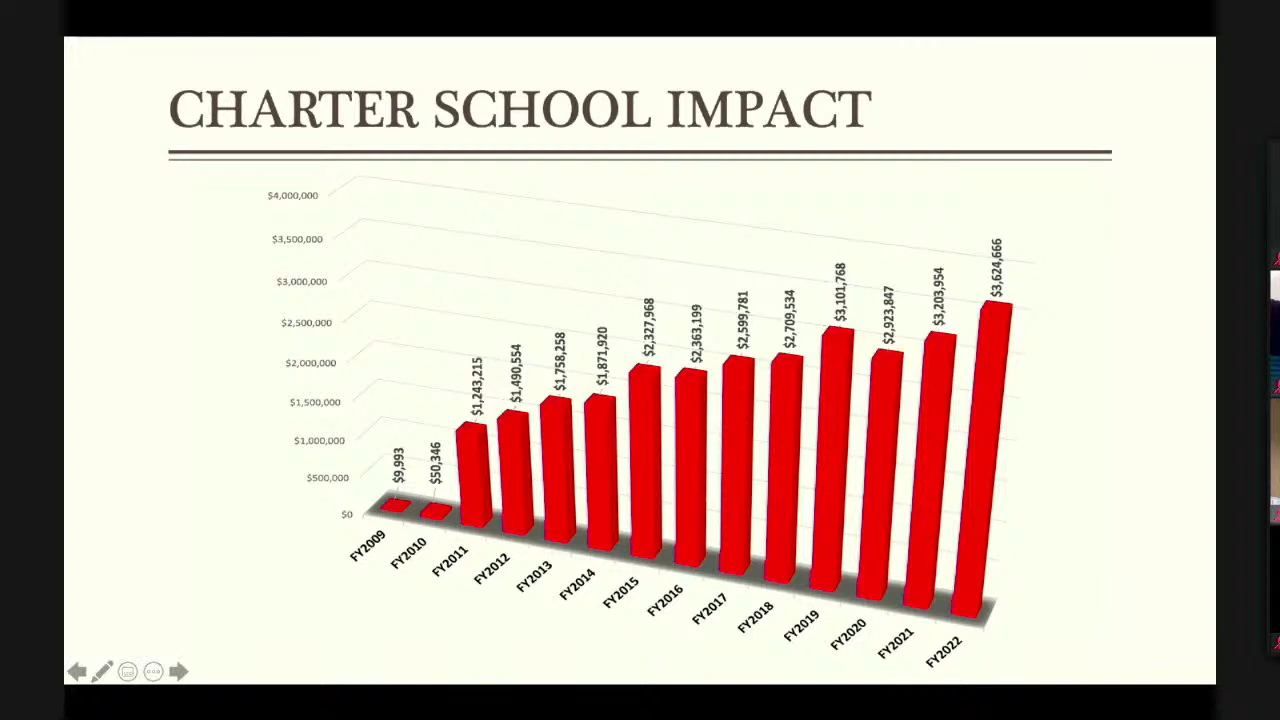 CHARTER SCHOOL IMPACT
$4,000,000
$3,500,000
$3,000,000
$2,500,000
$2,000,000
$1,500,000
$1,000,000
$500,000
$0
$9,993
$50,346
$1,243,215
$1,490,554
$1,758,258
$1,871,920
$2,327,968
$2,363,199
$2,599,781
$2,709,534
$3,101,768
$2,923,847
$3,203,954
$3,624,666
FY2009
FY2010
FY2011
FY2012
FY2013
FY2014
FY2015
FY2016
FY2017
FY2018
FY2019
FY2020
FY2021
FY2022